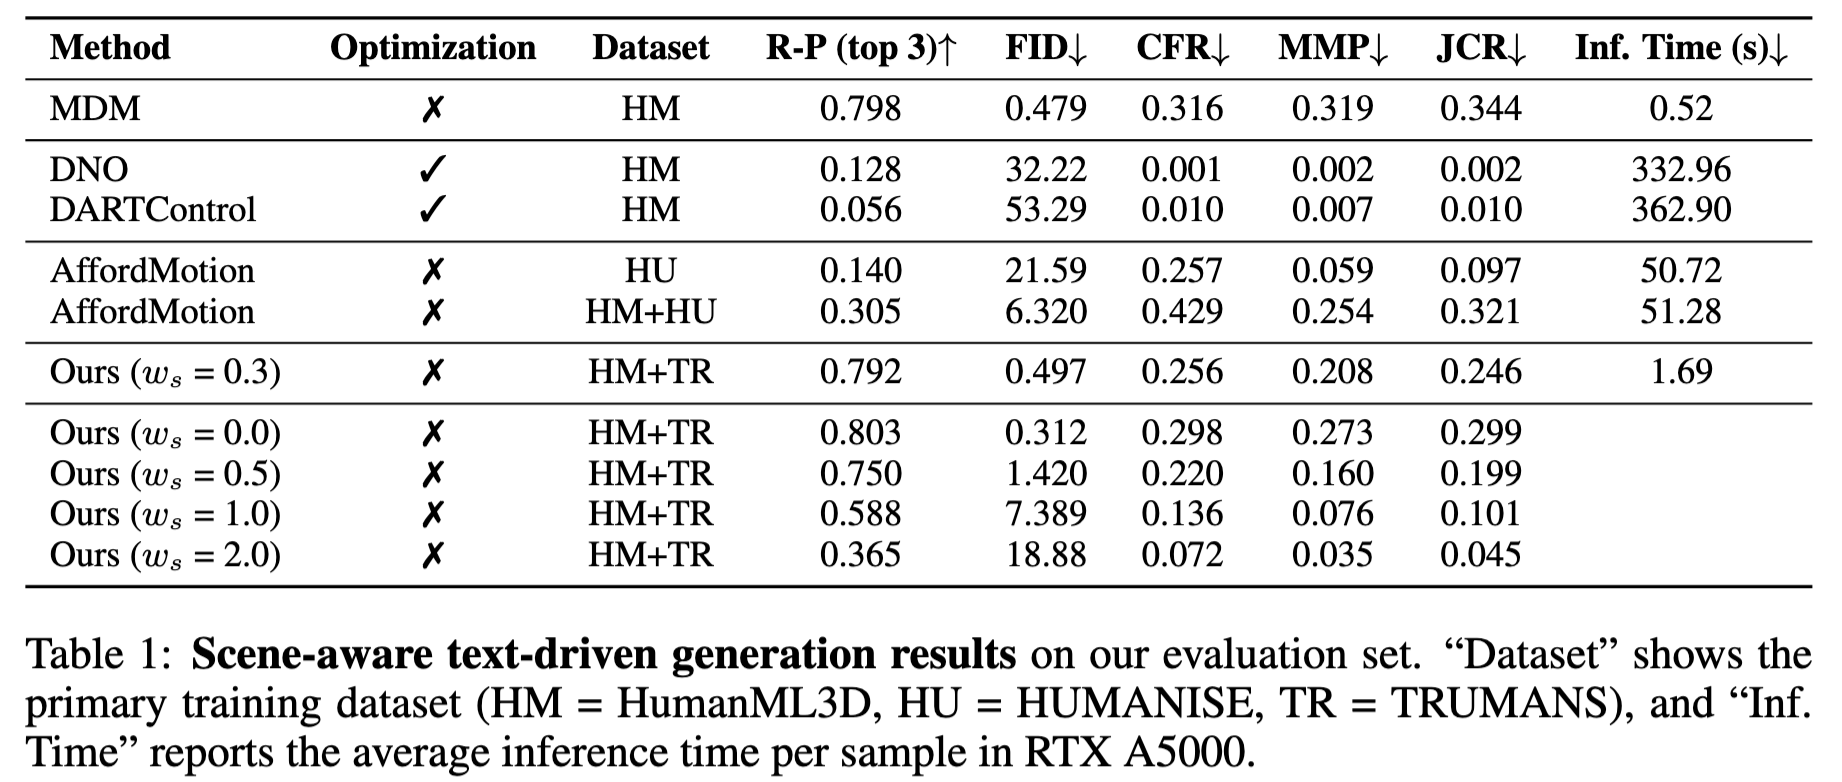 Method Optimization Dataset R-P (top 3)↑ FID↓ CFR↓ MMP↓ JCR↓ Inf. Time (s)↓
MDM ✗ HM 0.798 0.479 0.316 0.319 0.344 0.52
DNO ✓ HM 0.128 32.22 0.001 0.002 0.002 332.96
DARTControl ✓ HM 0.056 53.29 0.010 0.007 0.010 362.90
AffordMotion ✗ HU 0.140 21.59 0.257 0.059 0.097 50.72
AffordMotion ✗ HM+HU 0.305 6.320 0.429 0.254 0.321 51.28
Ours (wₛ = 0.3) ✗ HM+TR 0.792 0.497 0.256 0.208 0.246 1.69
Ours (wₛ = 0.0) ✗ HM+TR 0.803 0.312 0.298 0.273 0.299
Ours (wₛ = 0.5) ✗ HM+TR 0.750 1.420 0.220 0.160 0.199
Ours (wₛ = 1.0) ✗ HM+TR 0.588 7.389 0.136 0.076 0.101
Ours (wₛ = 2.0) ✗ HM+TR 0.365 18.88 0.072 0.035 0.045
Table 1: Scene-aware text-driven generation results on our evaluation set. “Dataset” shows the
primary training dataset (HM = HumanML3D, HU = HUMANISE, TR = TRUMANS), and “Inf.
Time” reports the average inference time per sample in RTX A5000.